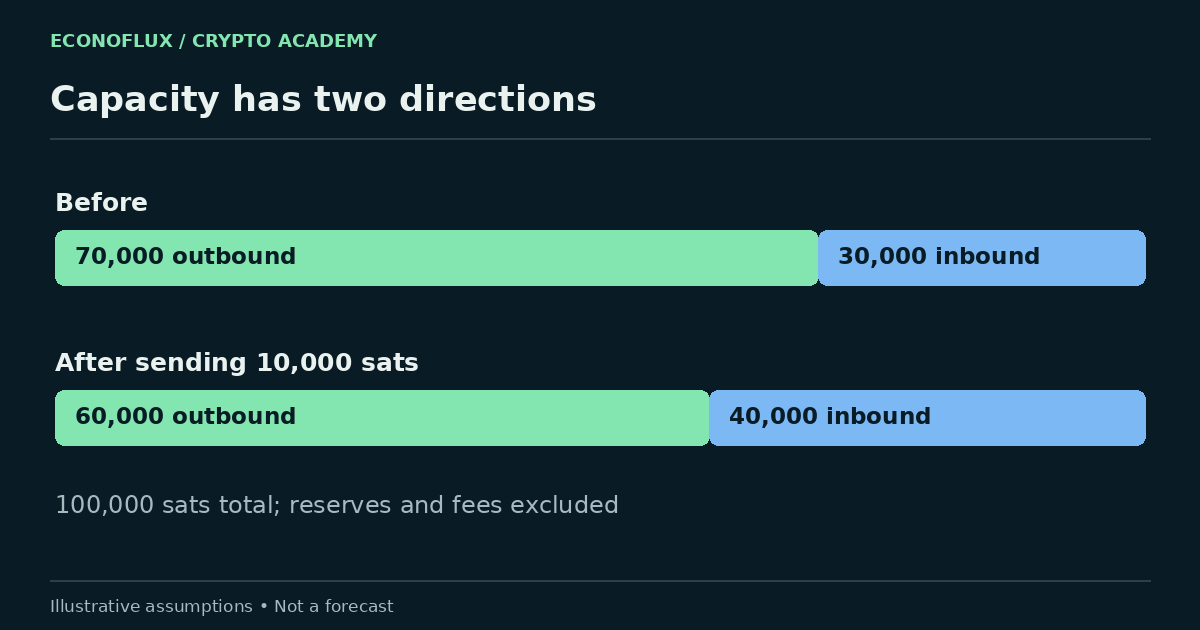 ECONOFLUX / CRYPTO ACADEMY
Capacity has two directions
Before
70,000 outbound
30,000 inbound
After sending 10,000 sats
60,000 outbound
40,000 inbound
100,000 sats total; reserves and fees excluded
Illustrative assumptions • Not a forecast